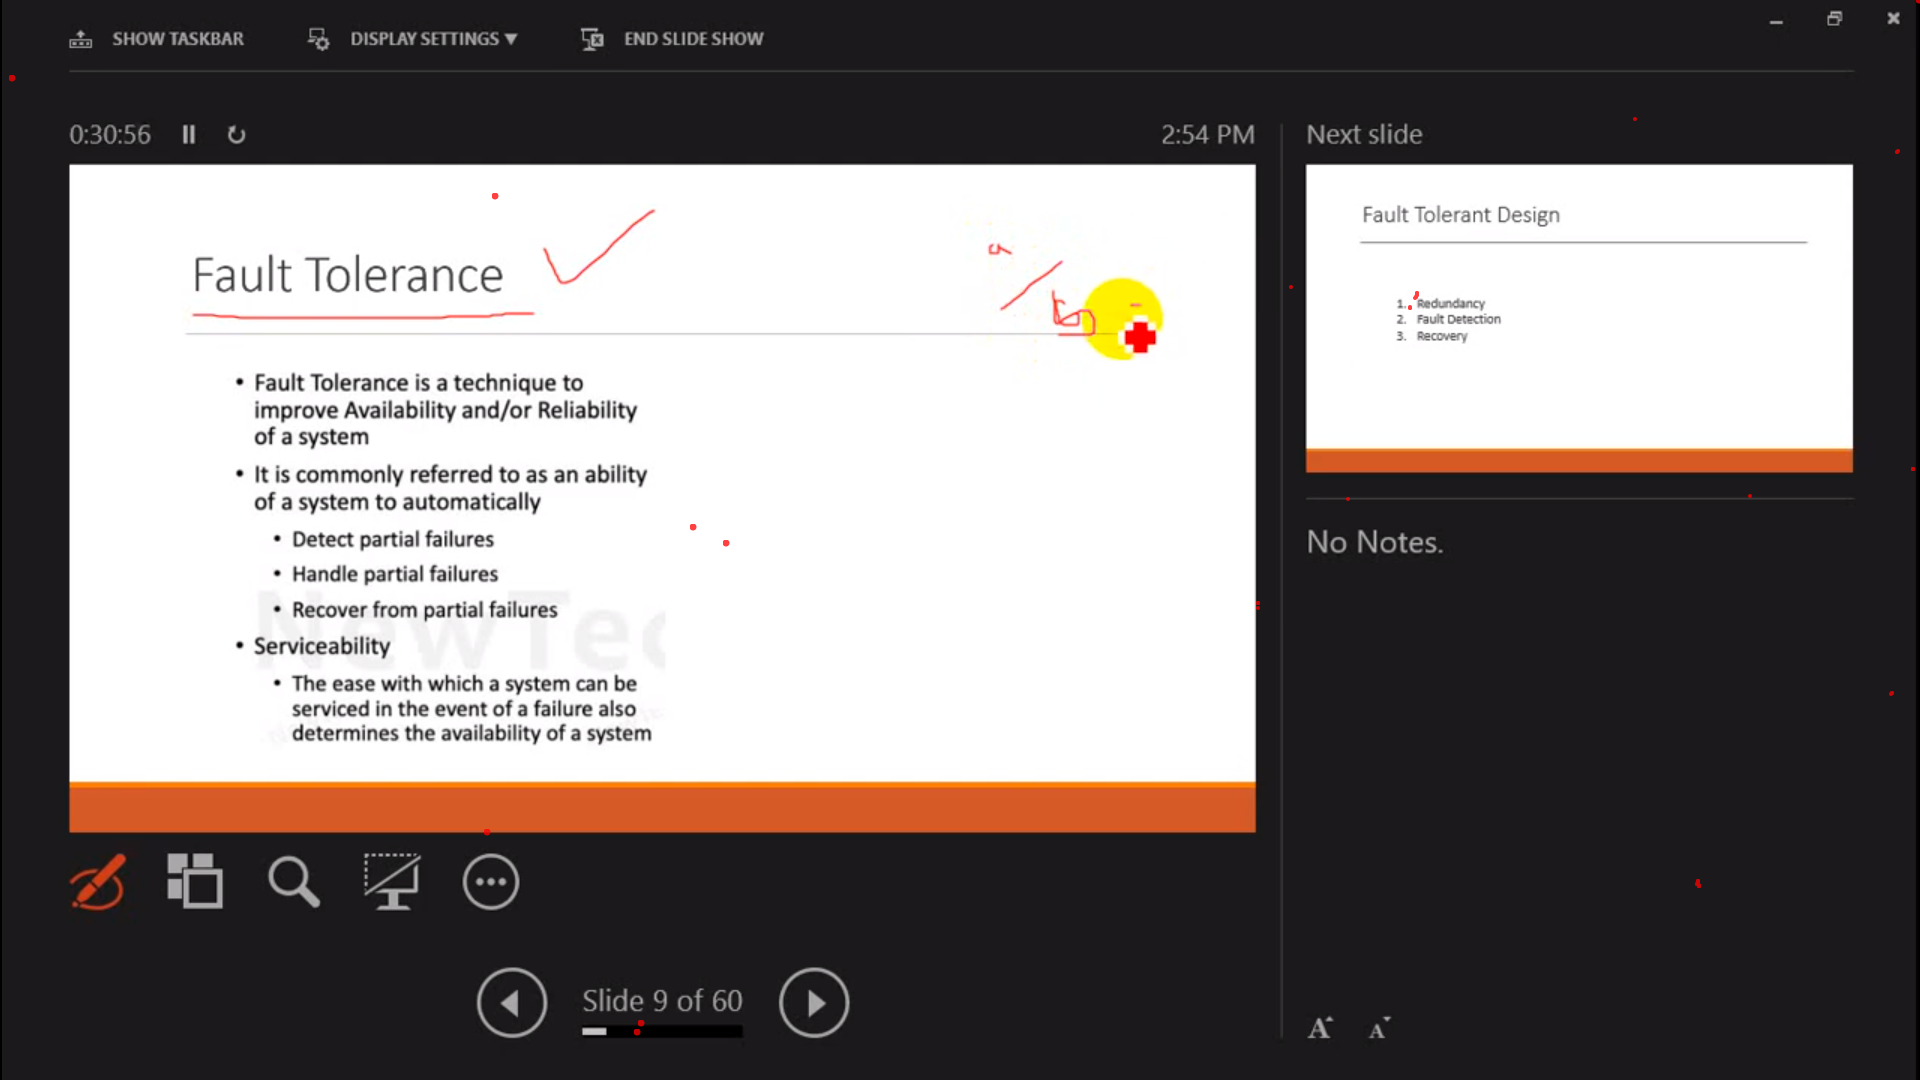 SHOW TASKBAR
DISPLAY SETTINGS ▼
END SLIDE SHOW
0:30:56
2:54 PM
Next slide
Fault Tolerance
a
/
b
• Fault Tolerance is a technique to
improve Availability and/or Reliability
of a system
• It is commonly referred to as an ability
of a system to automatically
• Detect partial failures
• Handle partial failures
• Recover from partial failures
• Serviceability
• The ease with which a system can be
serviced in the event of a failure also
determines the availability of a system
NewTec
Fault Tolerant Design
1. Redundancy
2. Fault Detection
3. Recovery
No Notes.
Slide 9 of 60
A A